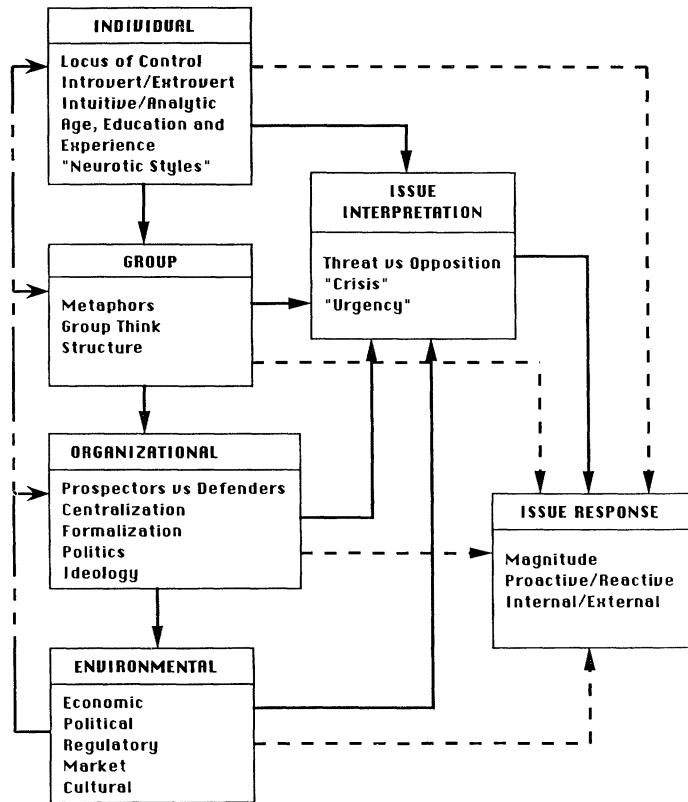 INDIVIDUAL
Locus of Control
Introvert/Extrovert
Intuitive/Analytic
Age, Education and
Experience
"Neurotic Styles"
ISSUE
INTERPRETATION
Threat vs Opposition
"Crisis"
"Urgency"
GROUP
Metaphors
Group Think
Structure
ORGANIZATIONAL
Prospectors vs Defenders
Centralization
Formalization
Politics
Ideology
ISSUE RESPONSE
Magnitude
Proactive/Reactive
Internal/External
ENVIRONMENTAL
Economic
Political
Regulatory
Market
Cultural